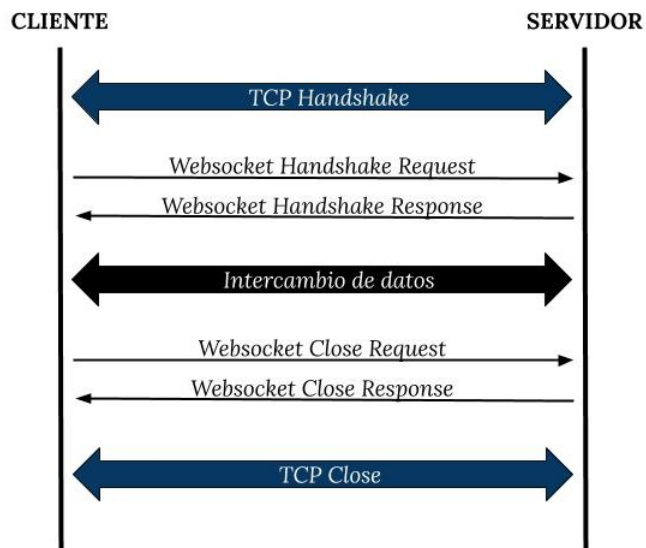 CLIENTE
SERVIDOR
TCP Handshake
Websocket Handshake Request
Websocket Handshake Response
Intercambio de datos
Websocket Close Request
Websocket Close Response
TCP Close